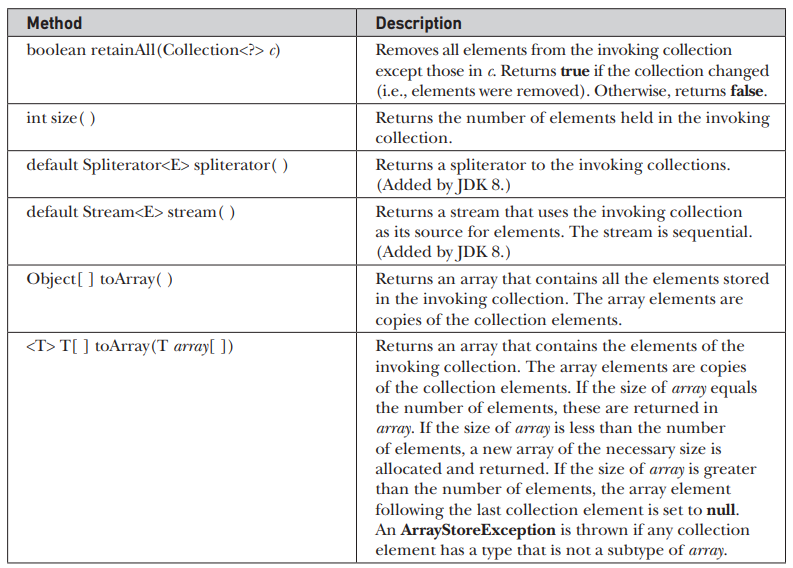 Method Description
boolean retainAll(Collection<?> c) Removes all elements from the invoking collection
except those in c. Returns true if the collection changed
(i.e., elements were removed). Otherwise, returns false.
int size( ) Returns the number of elements held in the invoking
collection.
default Spliterator<E> spliterator( ) Returns a spliterator to the invoking collections.
(Added by JDK 8.)
default Stream<E> stream( ) Returns a stream that uses the invoking collection
as its source for elements. The stream is sequential.
(Added by JDK 8.)
Object[ ] toArray( ) Returns an array that contains all the elements stored
in the invoking collection. The array elements are
copies of the collection elements.
<T> T[ ] toArray(T array[ ]) Returns an array that contains the elements of the
invoking collection. The array elements are copies
of the collection elements. If the size of array equals
the number of elements, these are returned in
array. If the size of array is less than the number
of elements, a new array of the necessary size is
allocated and returned. If the size of array is greater
than the number of elements, the array element
following the last collection element is set to null.
An ArrayStoreException is thrown if any collection
element has a type that is not a subtype of array.